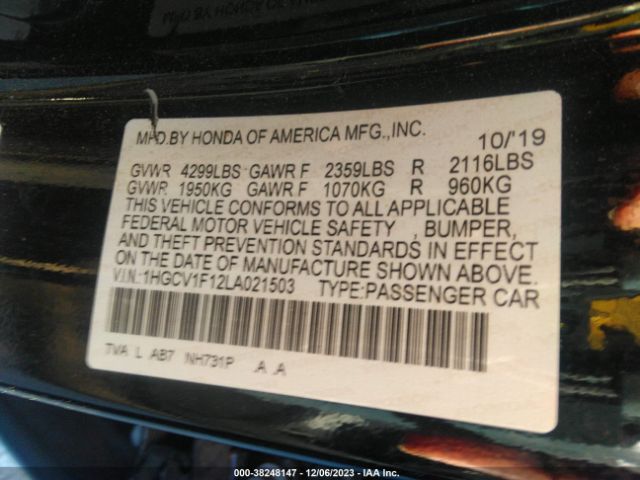 MFD.BY HONDA OF AMERICA MFG.,INC. 10/'19
GVWR 4299LBS GAWR F 2359LBS R 2116LBS
GVWR 1950KG GAWR F 1070KG R 960KG
THIS VEHICLE CONFORMS TO ALL APPLICABLE
FEDERAL MOTOR VEHICLE SAFETY , BUMPER,
AND THEFT PREVENTION STANDARDS IN EFFECT
ON THE DATE OF MANUFACTURE SHOWN ABOVE.
V.I.N.:1HGCV1F12LA021503 TYPE:PASSENGER CAR
TVA L AB7 NH731P .A .A
000-38248147 - 12/06/2023 - IAA Inc.